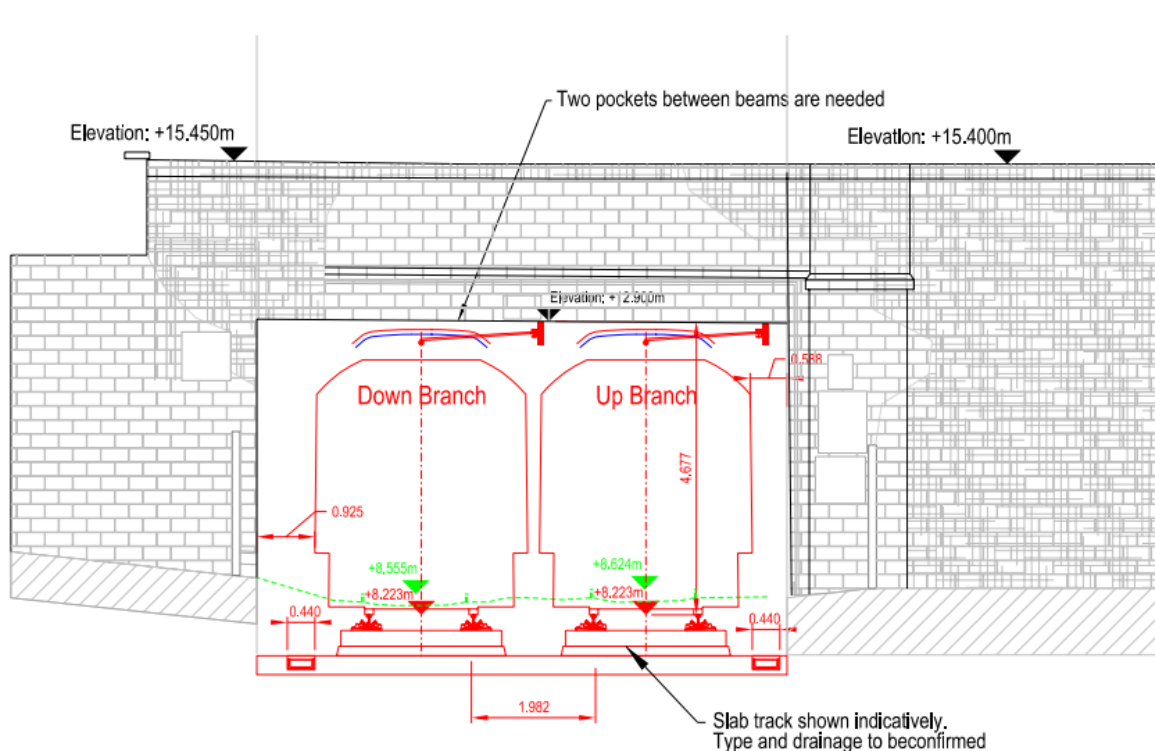 Two pockets between beams are needed
Elevation: +15.450m
Elevation: +15.400m
Elevation: +12.900m
0.588
Down Branch
Up Branch
4.677
0.925
+8.555m
+8.624m
+8.223m
+8.223m
0.440
0.440
1.982
Slab track shown indicatively.
Type and drainage to beconfirmed